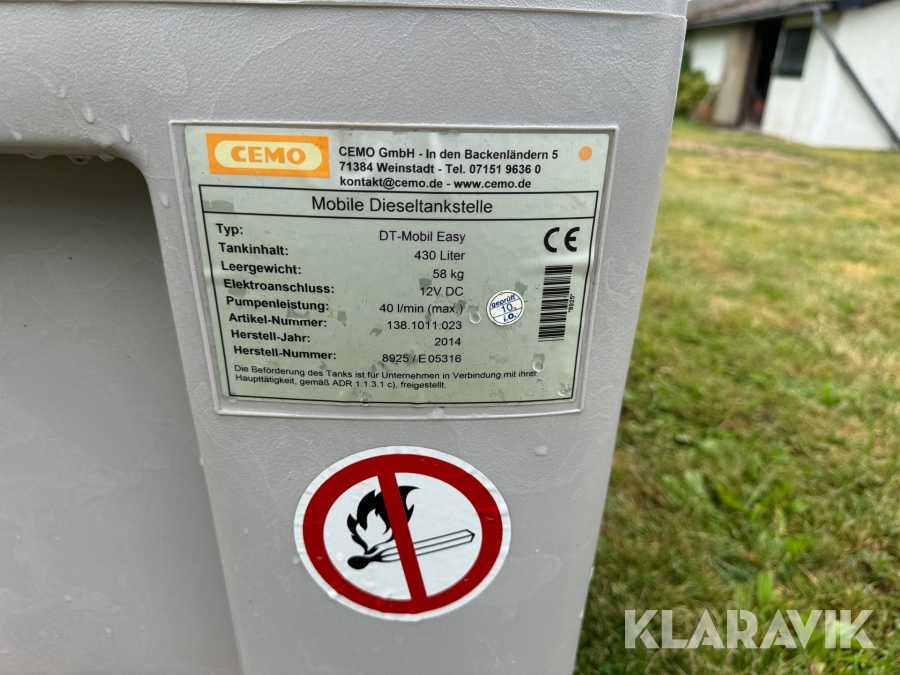 CEMO
CEMO GmbH - In den Backenländern 5
71384 Weinstadt - Tel. 07151 9636 0
kontakt@cemo.de - www.cemo.de
Mobile Dieseltankstelle
Typ: DT-Mobil Easy
Tankinhalt: 430 Liter
Leergewicht: 58 kg
Elektroanschluss: 12V DC
Pumpenleistung: 40 l/min (max.)
Artikel-Nummer: 138.1011.023
Herstell-Jahr: 2014
Herstell-Nummer: 8925 / E 05316
CE
*8925*
geprüft
10
i.O.
Die Beförderung des Tanks ist für Unternehmen in Verbindung mit ihrer
Haupttätigkeit, gemäß ADR 1.1.3.1 c), freigestellt.
KLARAVIK